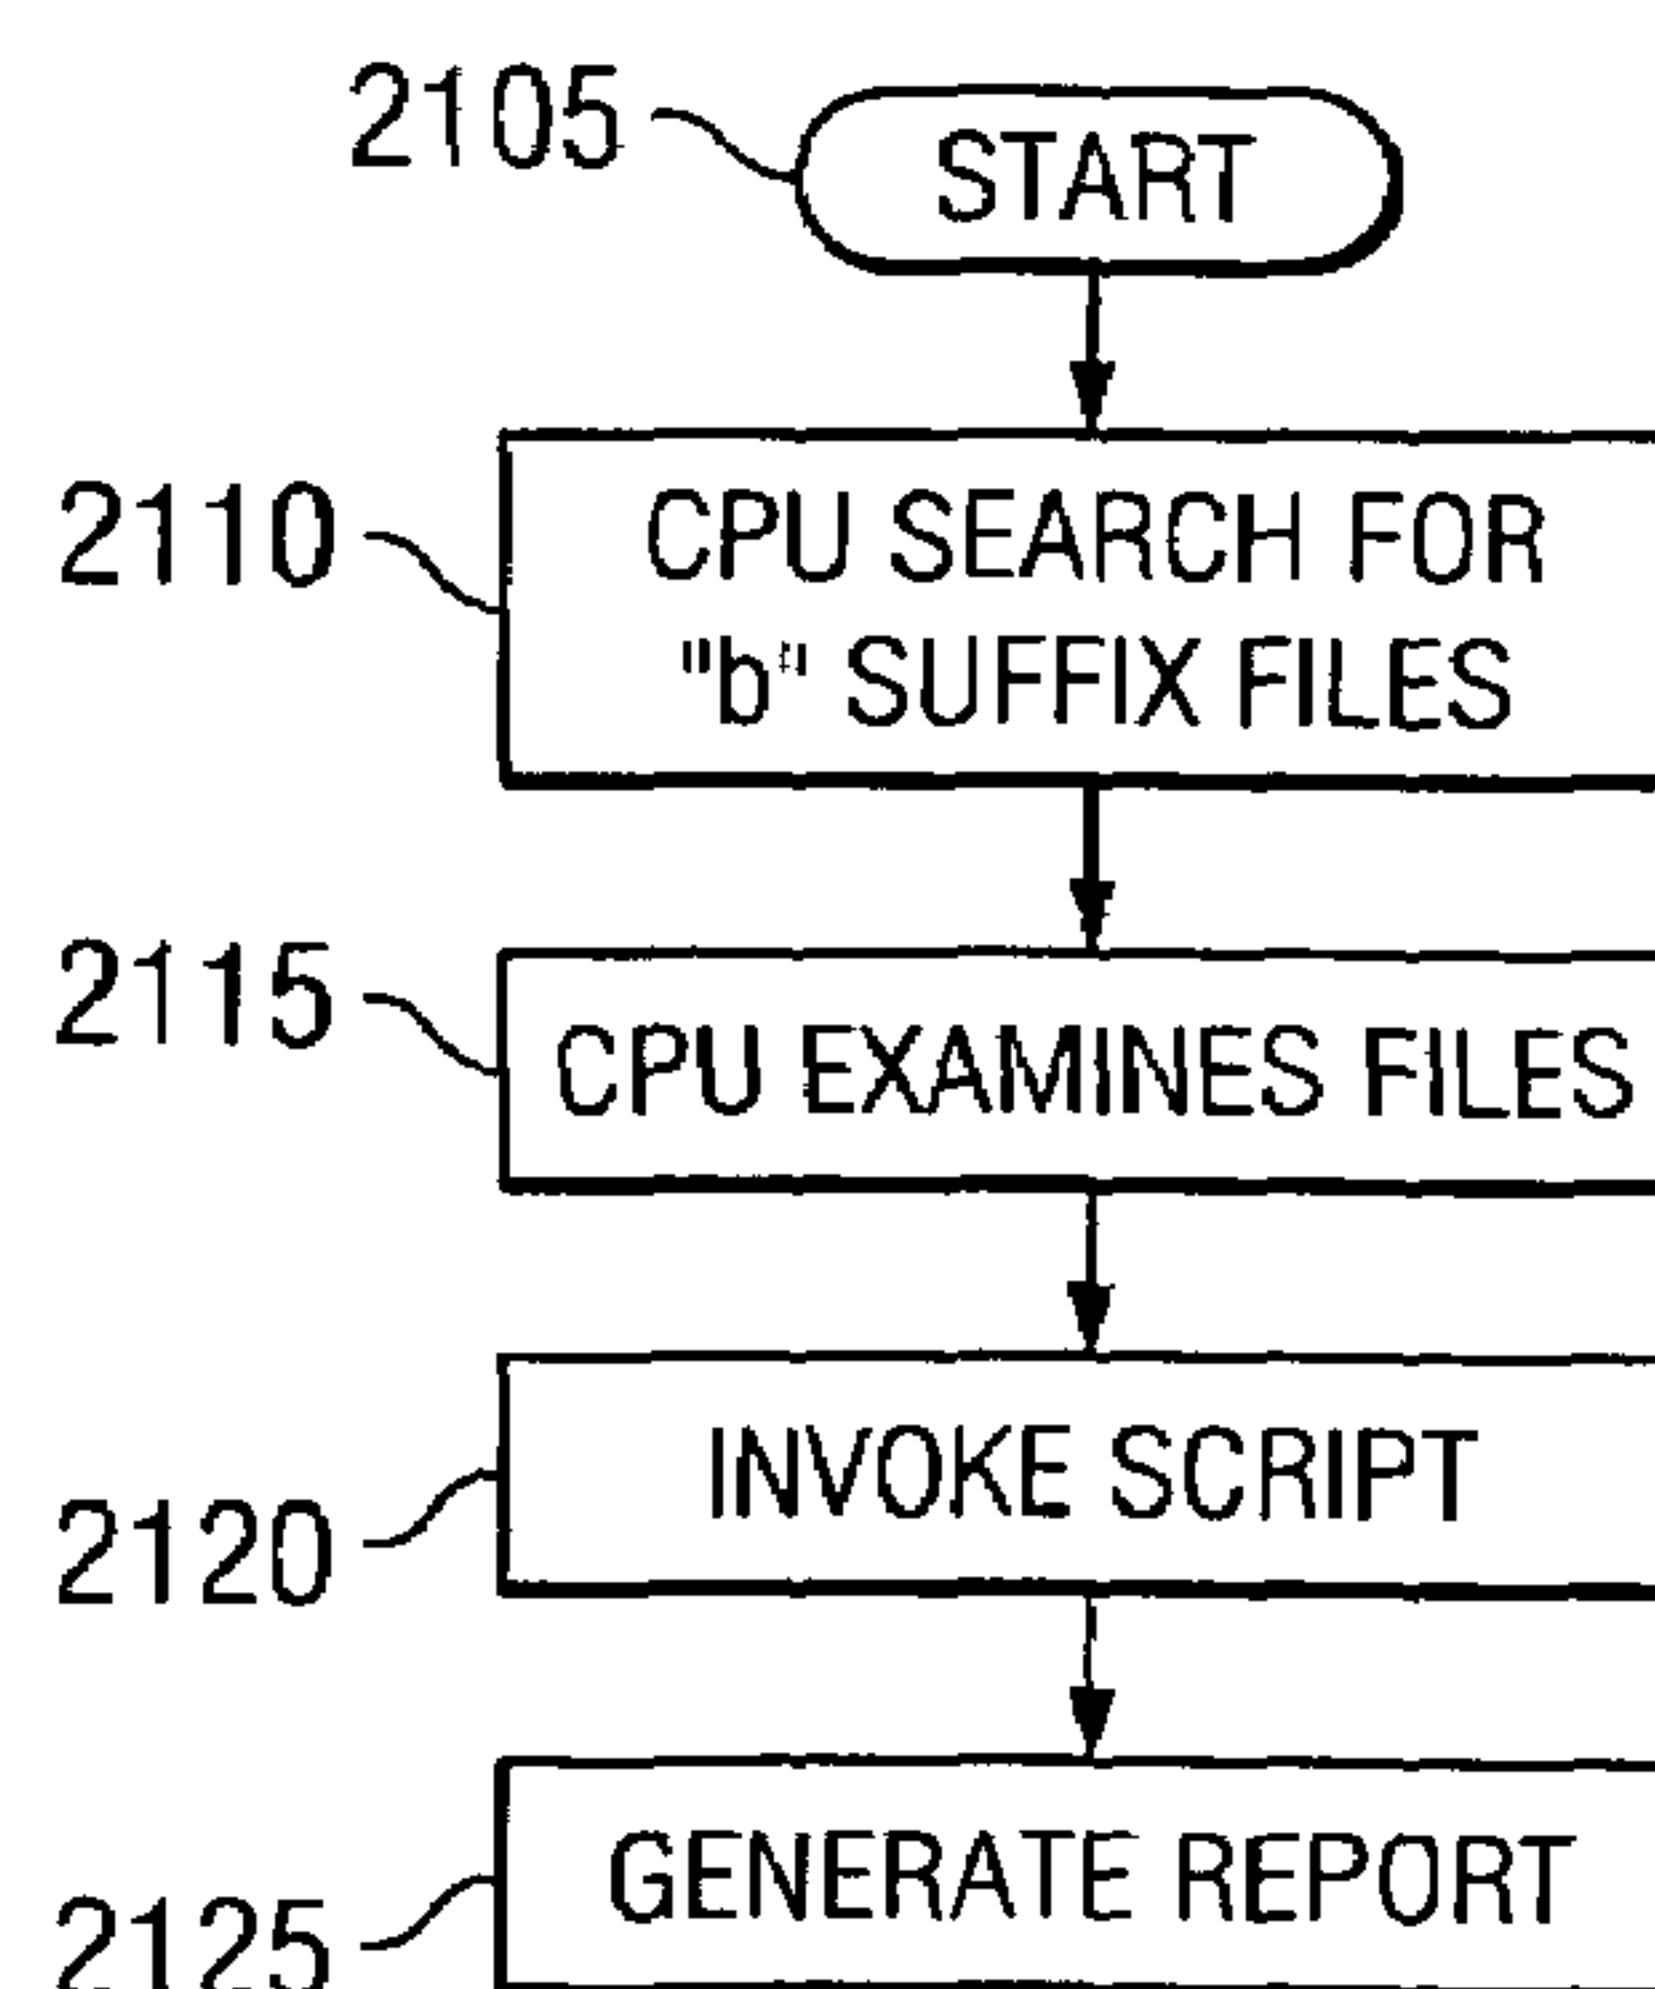 2105
START
2110
CPU SEARCH FOR
"b" SUFFIX FILES
2115
CPU EXAMINES FILES
2120
INVOKE SCRIPT
2125
GENERATE REPORT